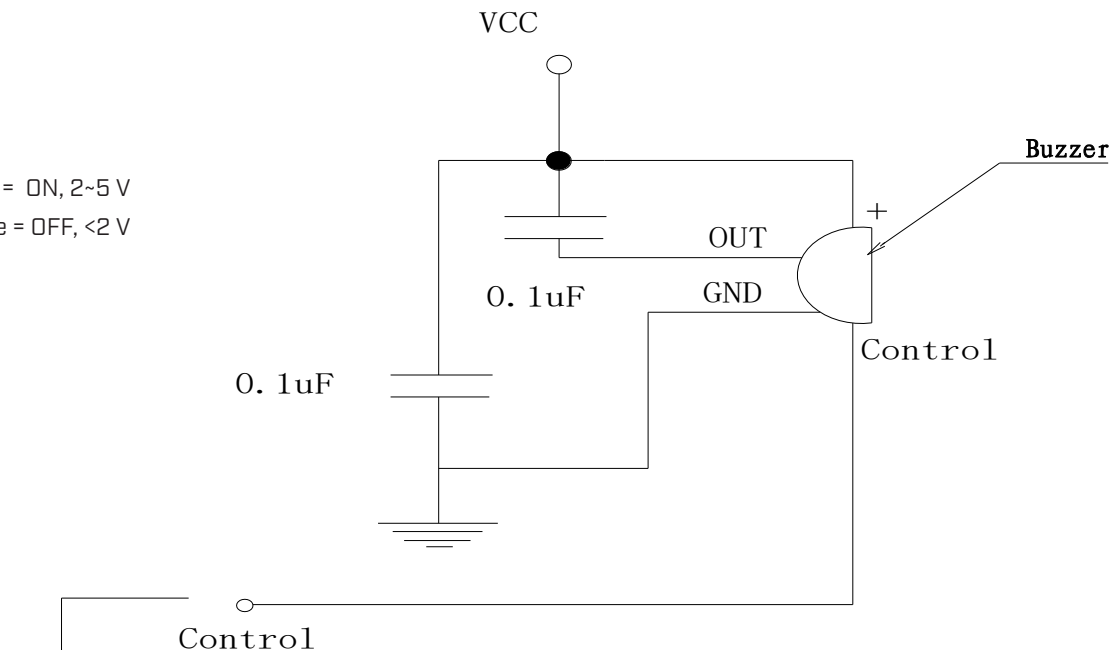 VCC
Buzzer
= ON, 2~5 V
= OFF, <2 V
+
OUT
0.1uF
GND
Control
0.1uF
Control